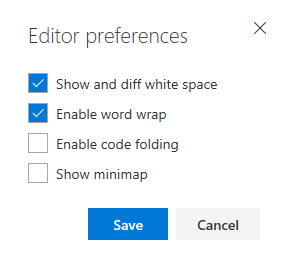 Editor preferences
Show and diff white space
Enable word wrap
Enable code folding
Show minimap
Save Cancel